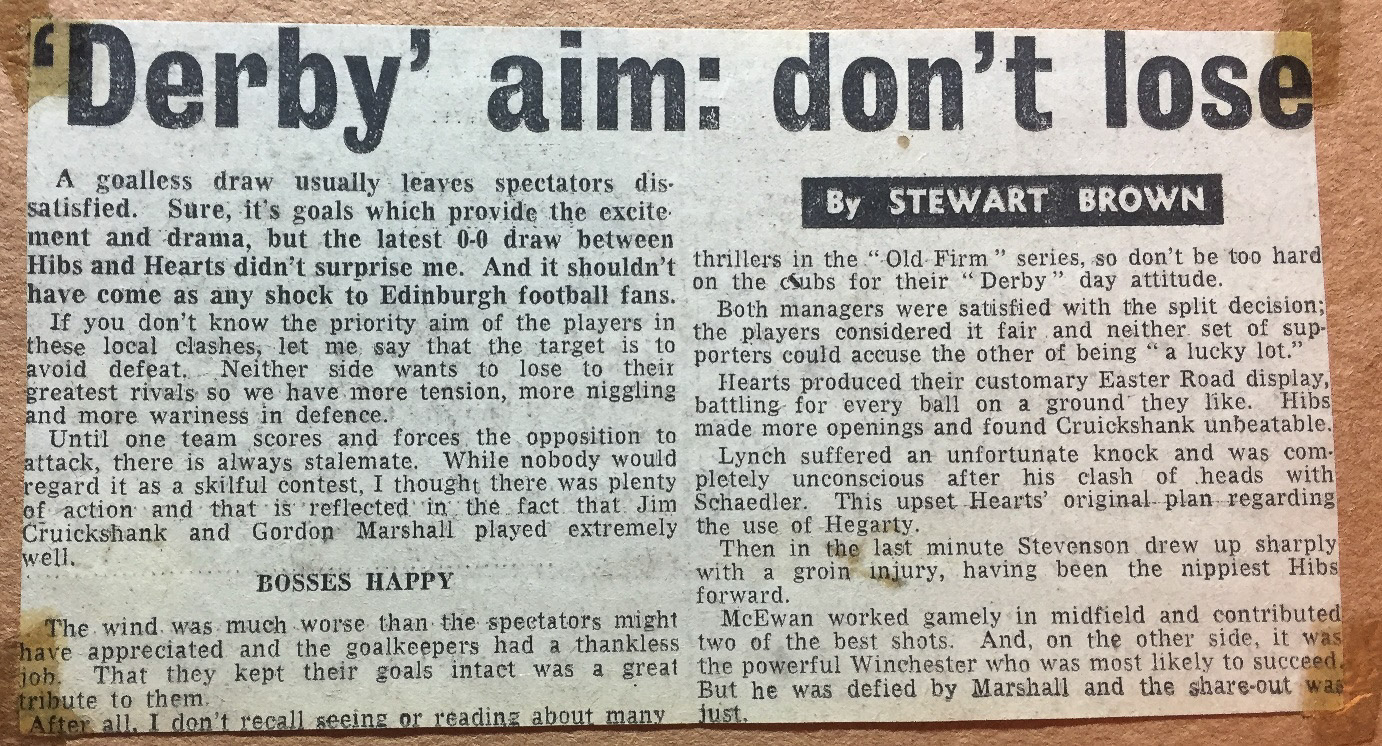 ‘Derby’ aim: don’t lose
A goalless draw usually leaves spectators dis-
satisfied. Sure, it’s goals which provide the excite-
ment and drama, but the latest 0-0 draw between
Hibs and Hearts didn’t surprise me. And it shouldn’t
have come as any shock to Edinburgh football fans.
If you don’t know the priority aim of the players in
these local clashes, let me say that the target is to
avoid defeat. Neither side wants to lose to their
greatest rivals so we have more tension, more niggling
and more wariness in defence.
Until one team scores and forces the opposition to
attack, there is always stalemate. While nobody would
regard it as a skilful contest, I thought there was plenty
of action and that is reflected in the fact that Jim
Cruickshank and Gordon Marshall played extremely
well.
BOSSES HAPPY
The wind was much worse than the spectators might
have appreciated and the goalkeepers had a thankless
job. That they kept their goals intact was a great
tribute to them.
After all, I don’t recall seeing or reading about many
By STEWART BROWN
thrillers in the “Old Firm” series, so don’t be too hard
on the clubs for their “Derby” day attitude.
Both managers were satisfied with the split decision;
the players considered it fair and neither set of sup-
porters could accuse the other of being “a lucky lot.”
Hearts produced their customary Easter Road display,
battling for every ball on a ground they like. Hibs
made more openings and found Cruickshank unbeatable.
Lynch suffered an unfortunate knock and was com-
pletely unconscious after his clash of heads with
Schaedler. This upset Hearts’ original plan regarding
the use of Hegarty.
Then in the last minute Stevenson drew up sharply
with a groin injury, having been the nippiest Hibs
forward.
McEwan worked gamely in midfield and contributed
two of the best shots. And, on the other side, it was
the powerful Winchester who was most likely to succeed.
But he was defied by Marshall and the share-out was
just.